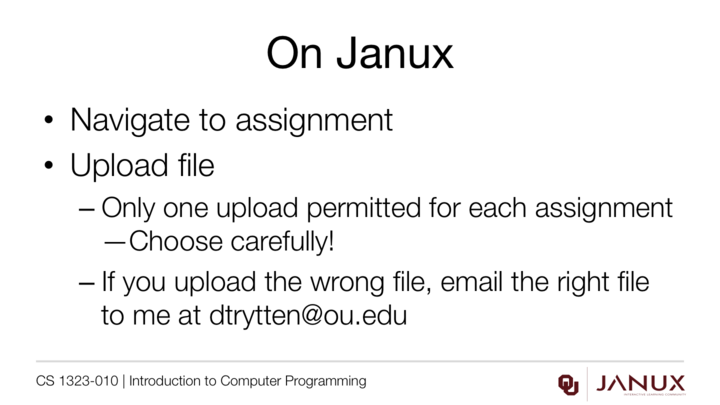 On Janux
• Navigate to assignment
• Upload file
– Only one upload permitted for each assignment
—Choose carefully!
– If you upload the wrong file, email the right file
to me at dtrytten@ou.edu
CS 1323-010 | Introduction to Computer Programming
OU JANUX
INTERACTIVE LEARNING COMMUNITY